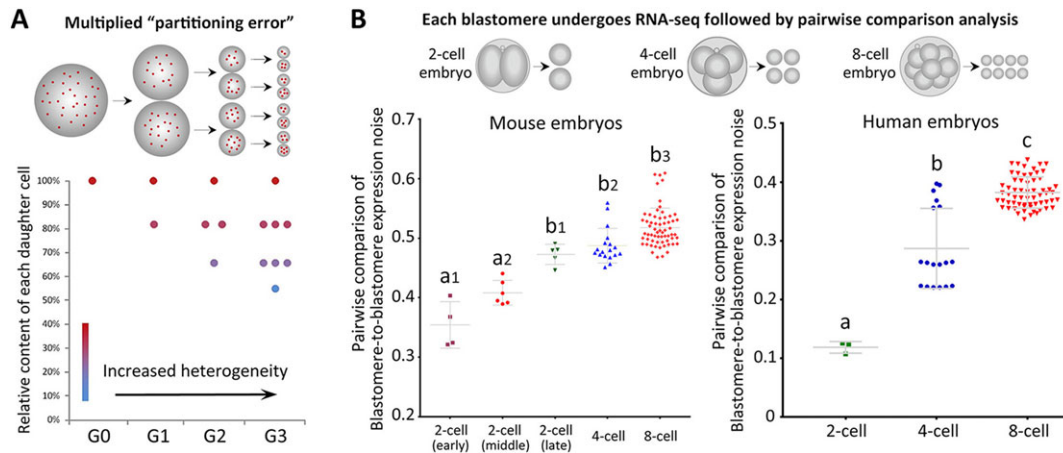 A
Multiplied “partitioning error”
Relative content of each daughter cell
100%
90%
80%
70%
60%
50%
40%
30%
20%
10%
0%
Increased heterogeneity
G0 G1 G2 G3
B
Each blastomere undergoes RNA-seq followed by pairwise comparison analysis
2-cell
embryo
4-cell
embryo
8-cell
embryo
Pairwise comparison of
Blastomere-to-blastomere expression noise
Mouse embryos
0.7
0.6
0.5
0.4
0.3
0.2
a1
a2
b1
b2
b3
2-cell
(early)
2-cell
(middle)
2-cell
(late)
4-cell
8-cell
Pairwise comparison of
Blastomere-to-blastomere expression noise
Human embryos
0.5
0.4
0.3
0.2
0.1
0
a
b
c
2-cell
4-cell
8-cell